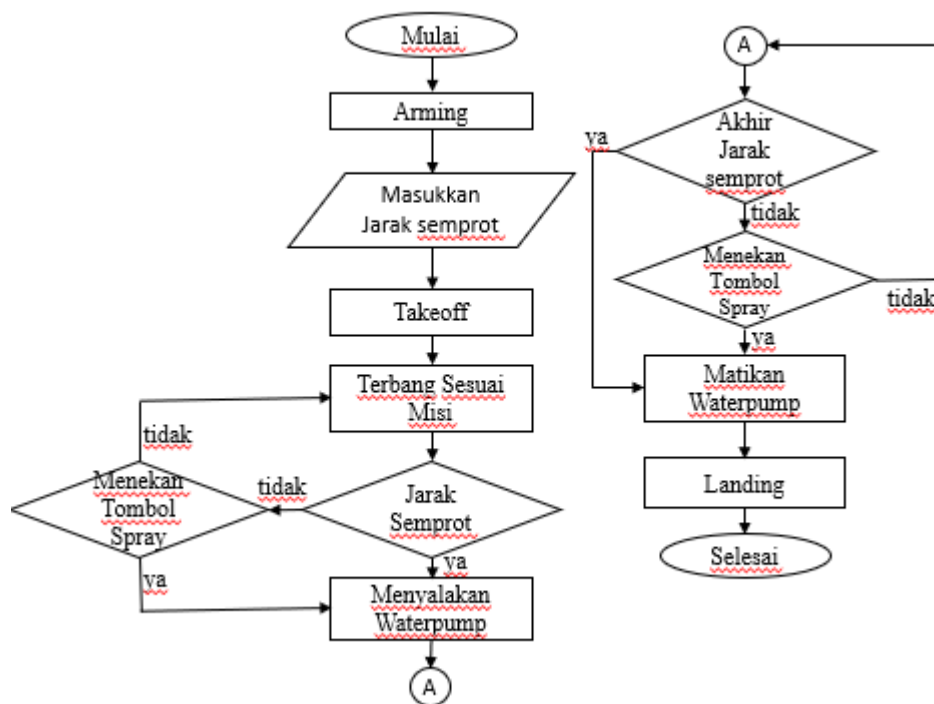 Mulai
Arming
Masukkan
Jarak semprot
Takeoff
Terbang Sesuai
Misi
tidak
Menekan
Tombol
Spray
tidak
Jarak
Semprot
ya
ya
Menyalakan
Waterpump
A
A
ya
Akhir
Jarak
semprot
tidak
Menekan
Tombol
Spray
tidak
ya
Matikan
Waterpump
Landing
Selesai